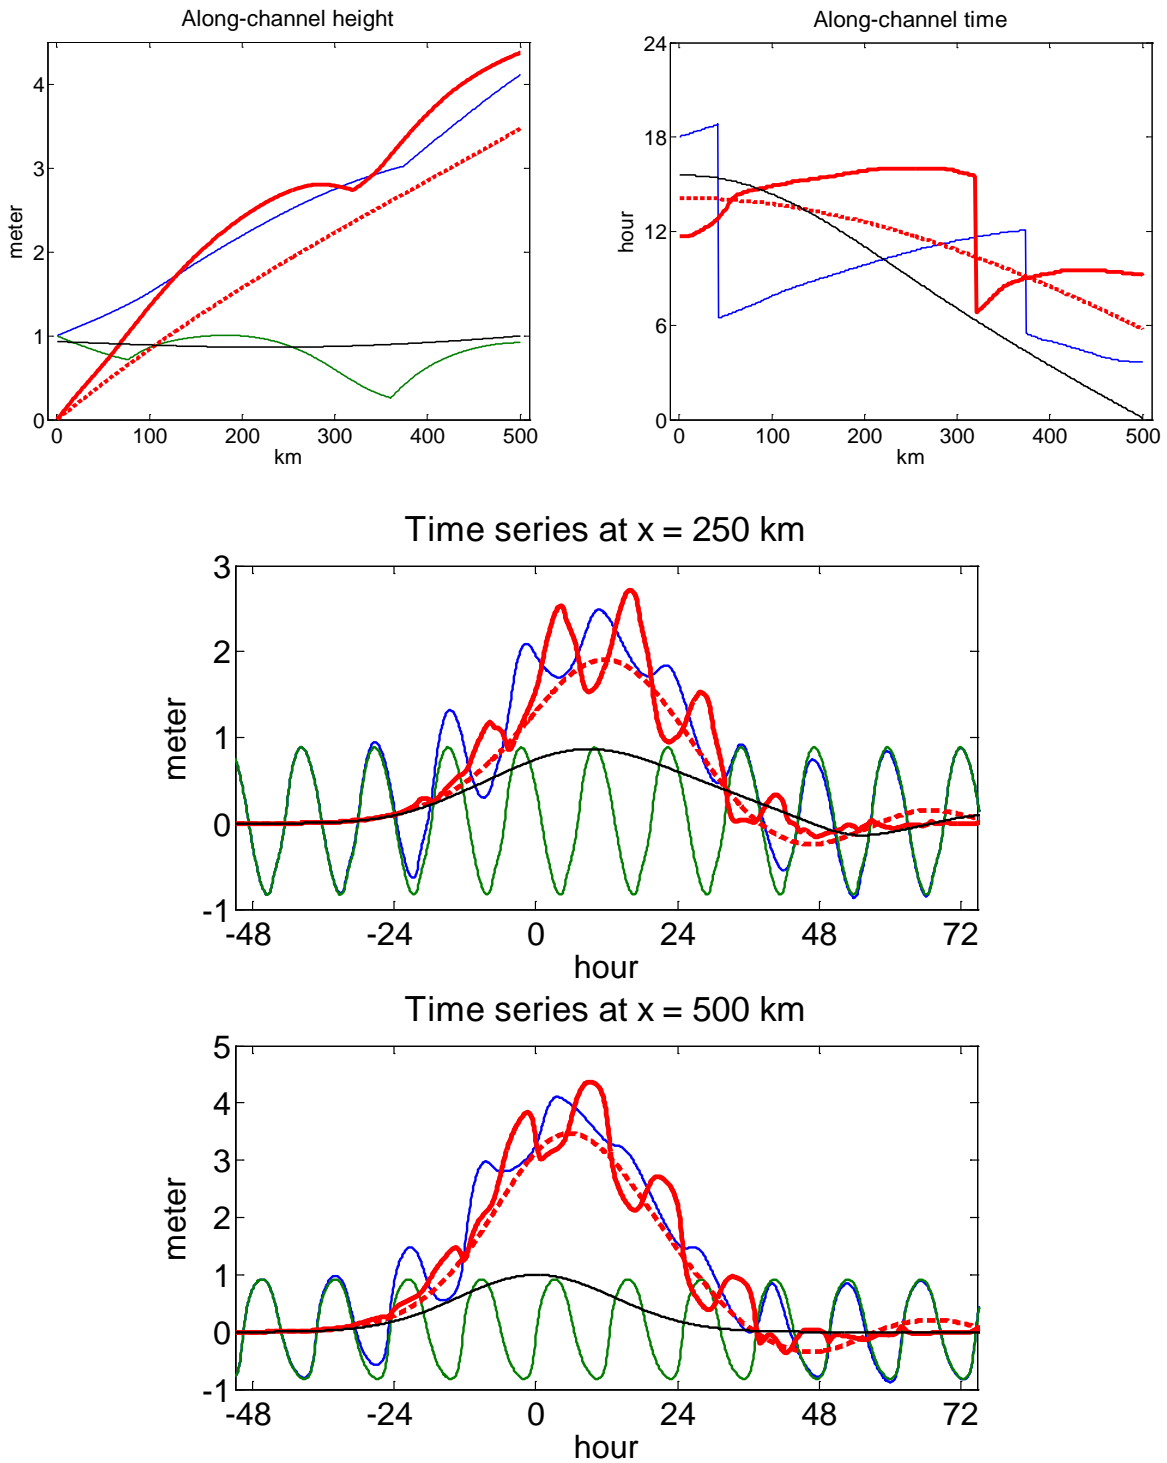 Along-channel height
4
3
2
1
0
meter
0 100 200 300 400 500
km
Along-channel time
24
18
12
6
0
hour
0 100 200 300 400 500
km
Time series at x = 250 km
3
2
1
0
-1
meter
-48 -24 0 24 48 72
hour
Time series at x = 500 km
5
4
3
2
1
0
-1
meter
-48 -24 0 24 48 72
hour